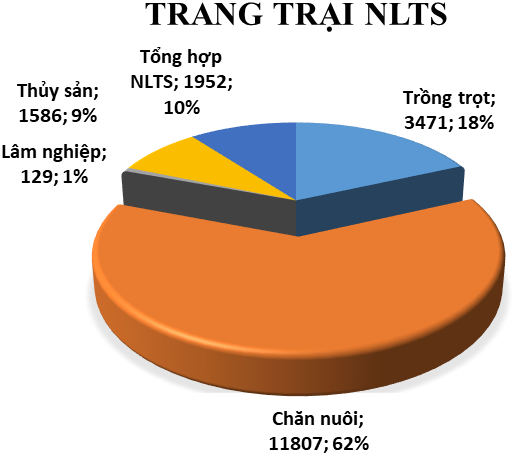 TRANG TRẠI NLTS
Tổng hợp
NLTS; 1952;
10%
Thủy sản;
1586; 9%
Trồng trọt;
3471; 18%
Lâm nghiệp;
129; 1%
Chăn nuôi;
11807; 62%